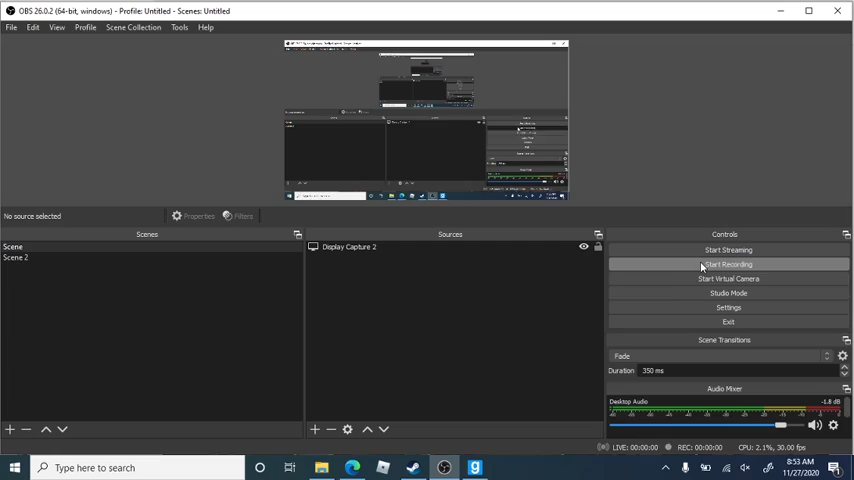 OBS 26.0.2 (64-bit, windows) - Profile: Untitled - Scenes: Untitled
File Edit View Profile Scene Collection Tools Help
No source selected Properties Filters
Scenes
Scene
Scene 2
Sources
Display Capture 2
Controls
Start Streaming
Start Recording
Start Virtual Camera
Studio Mode
Settings
Exit
Scene Transitions
Fade
Duration 350 ms
Audio Mixer
Desktop Audio -1.8 dB
LIVE: 00:00:00 REC: 00:00:00 CPU: 2.1%, 30.00 fps
Type here to search
8:53 AM
11/27/2020